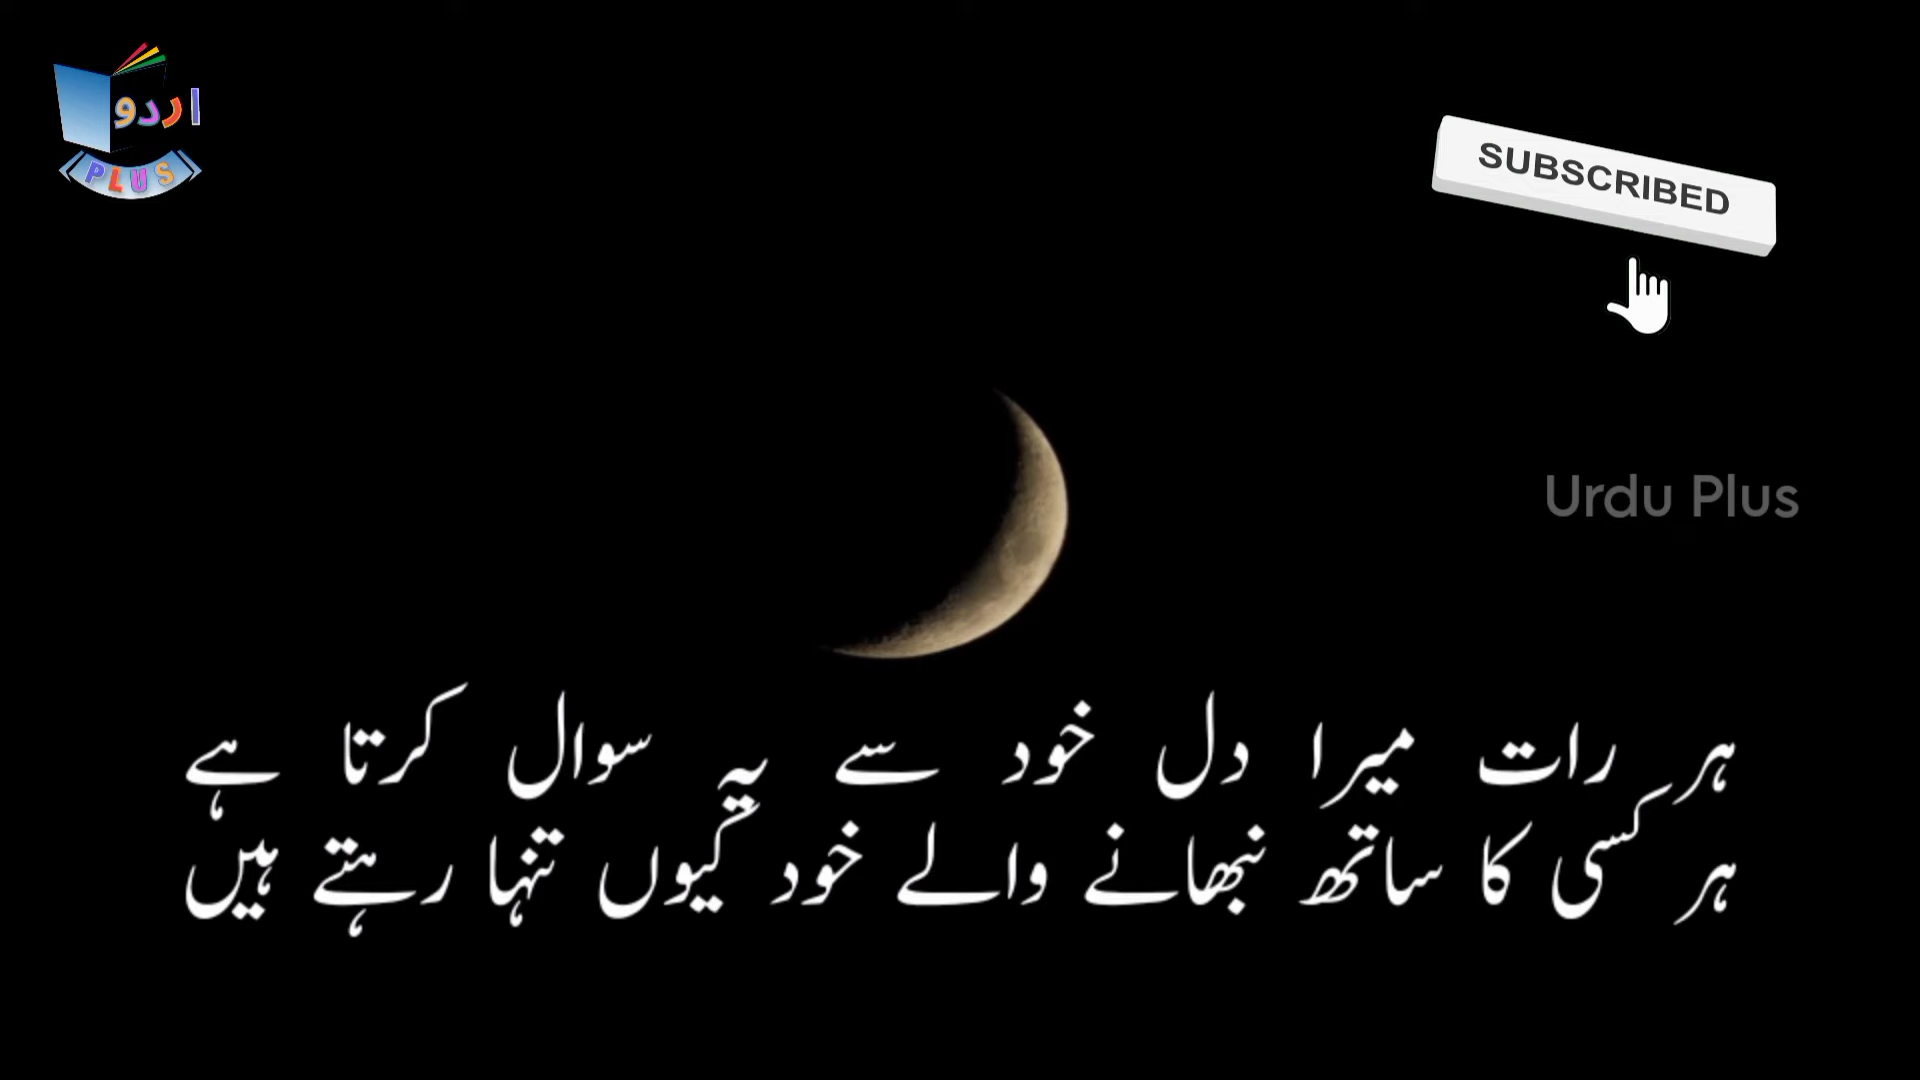 اردو
PLUS
SUBSCRIBED
Urdu Plus
ہر رات میرا دل خود سے یہ سوال کرتا ہے
ہر کسی کا ساتھ نبھانے والے خود کیوں تنہا رہتے ہیں